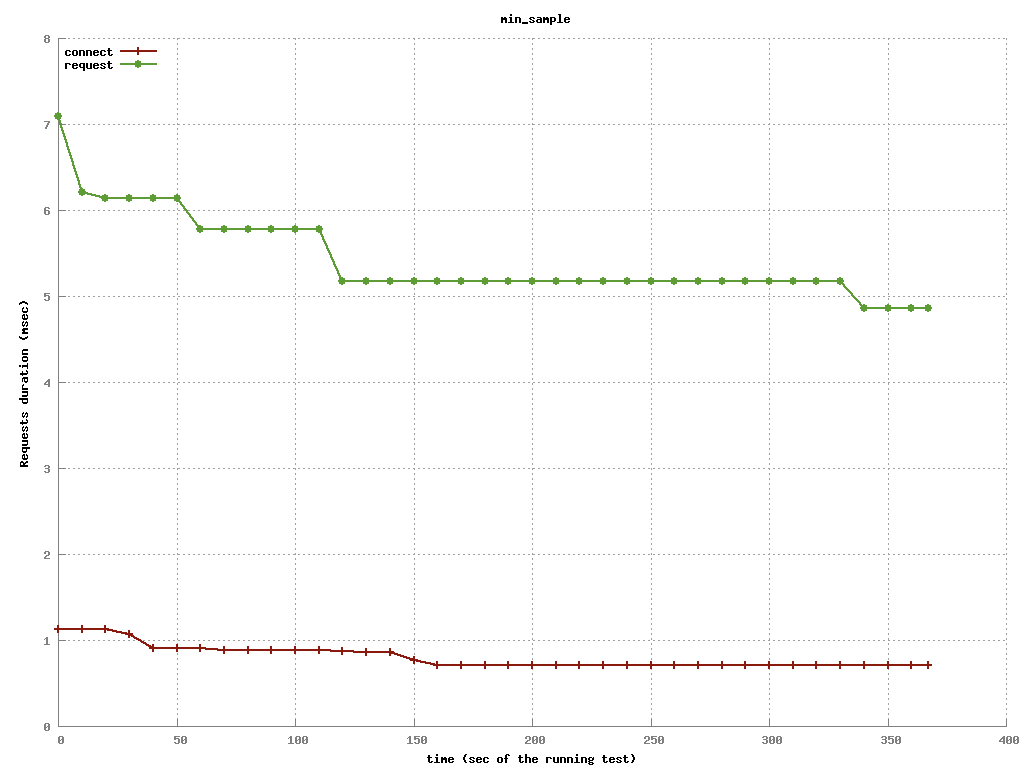 min_sample
connect
request
8
7
6
5
4
3
2
1
0
Requests duration (msec)
0 50 100 150 200 250 300 350 400
time (sec of the running test)